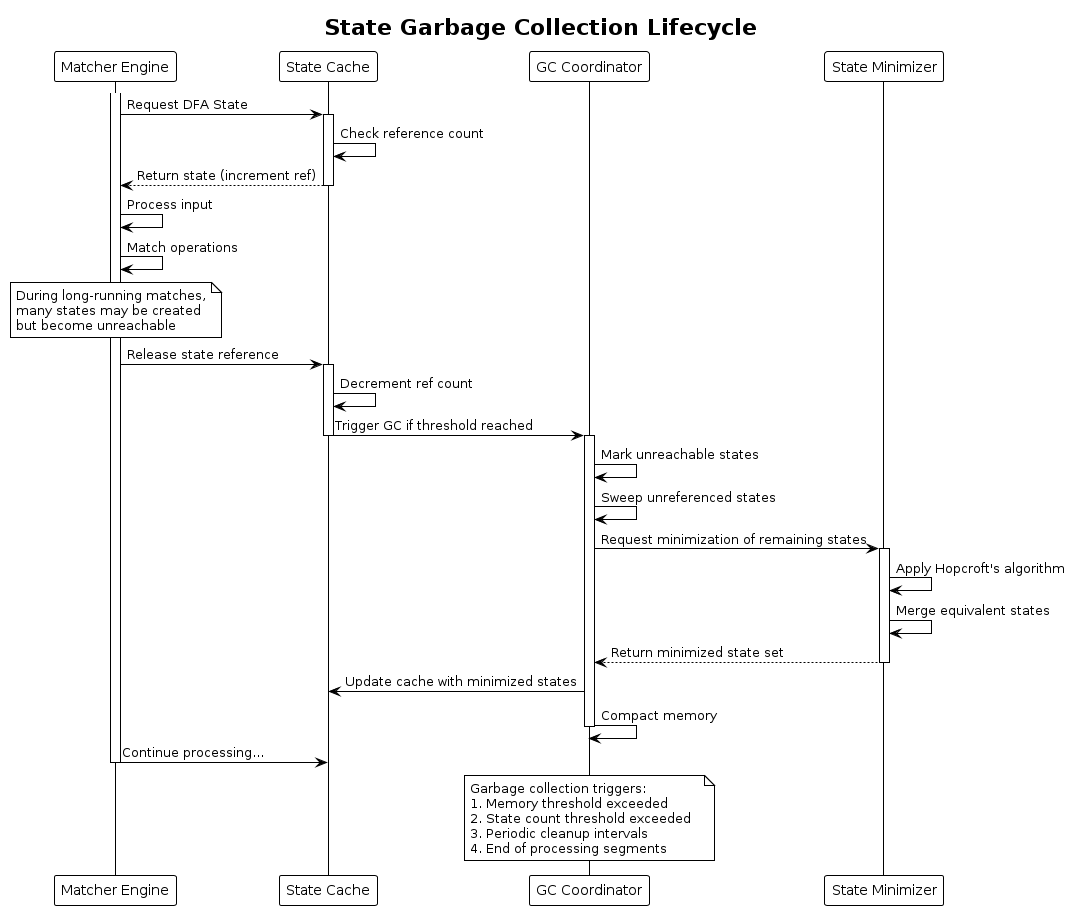 State Garbage Collection Lifecycle
Matcher Engine
State Cache
GC Coordinator
State Minimizer
Request DFA State
Check reference count
Return state (increment ref)
Process input
Match operations
During long-running matches,
many states may be created
but become unreachable
Release state reference
Decrement ref count
Trigger GC if threshold reached
Mark unreachable states
Sweep unreferenced states
Request minimization of remaining states
Apply Hopcroft's algorithm
Merge equivalent states
Return minimized state set
Update cache with minimized states
Compact memory
Continue processing...
Garbage collection triggers:
1. Memory threshold exceeded
2. State count threshold exceeded
3. Periodic cleanup intervals
4. End of processing segments
Matcher Engine
State Cache
GC Coordinator
State Minimizer